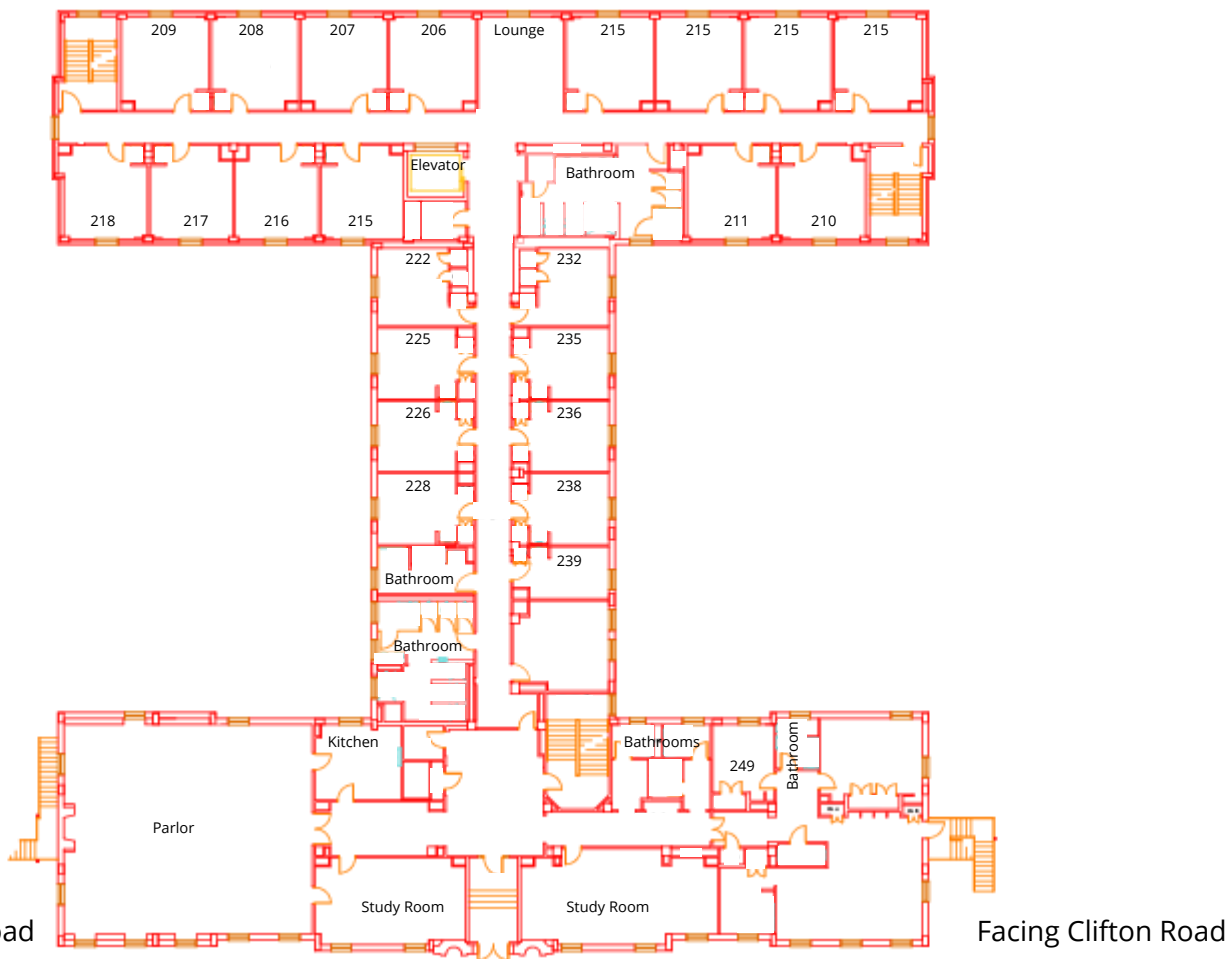 209 208 207 206 Lounge 215 215 215 215
Elevator
Bathroom
218 217 216 215 211 210
222 232
225 235
226 236
228 238
239
Bathroom
Bathroom
Kitchen Bathrooms
Bathroom
249
Parlor
Study Room Study Room
Facing Clifton Road